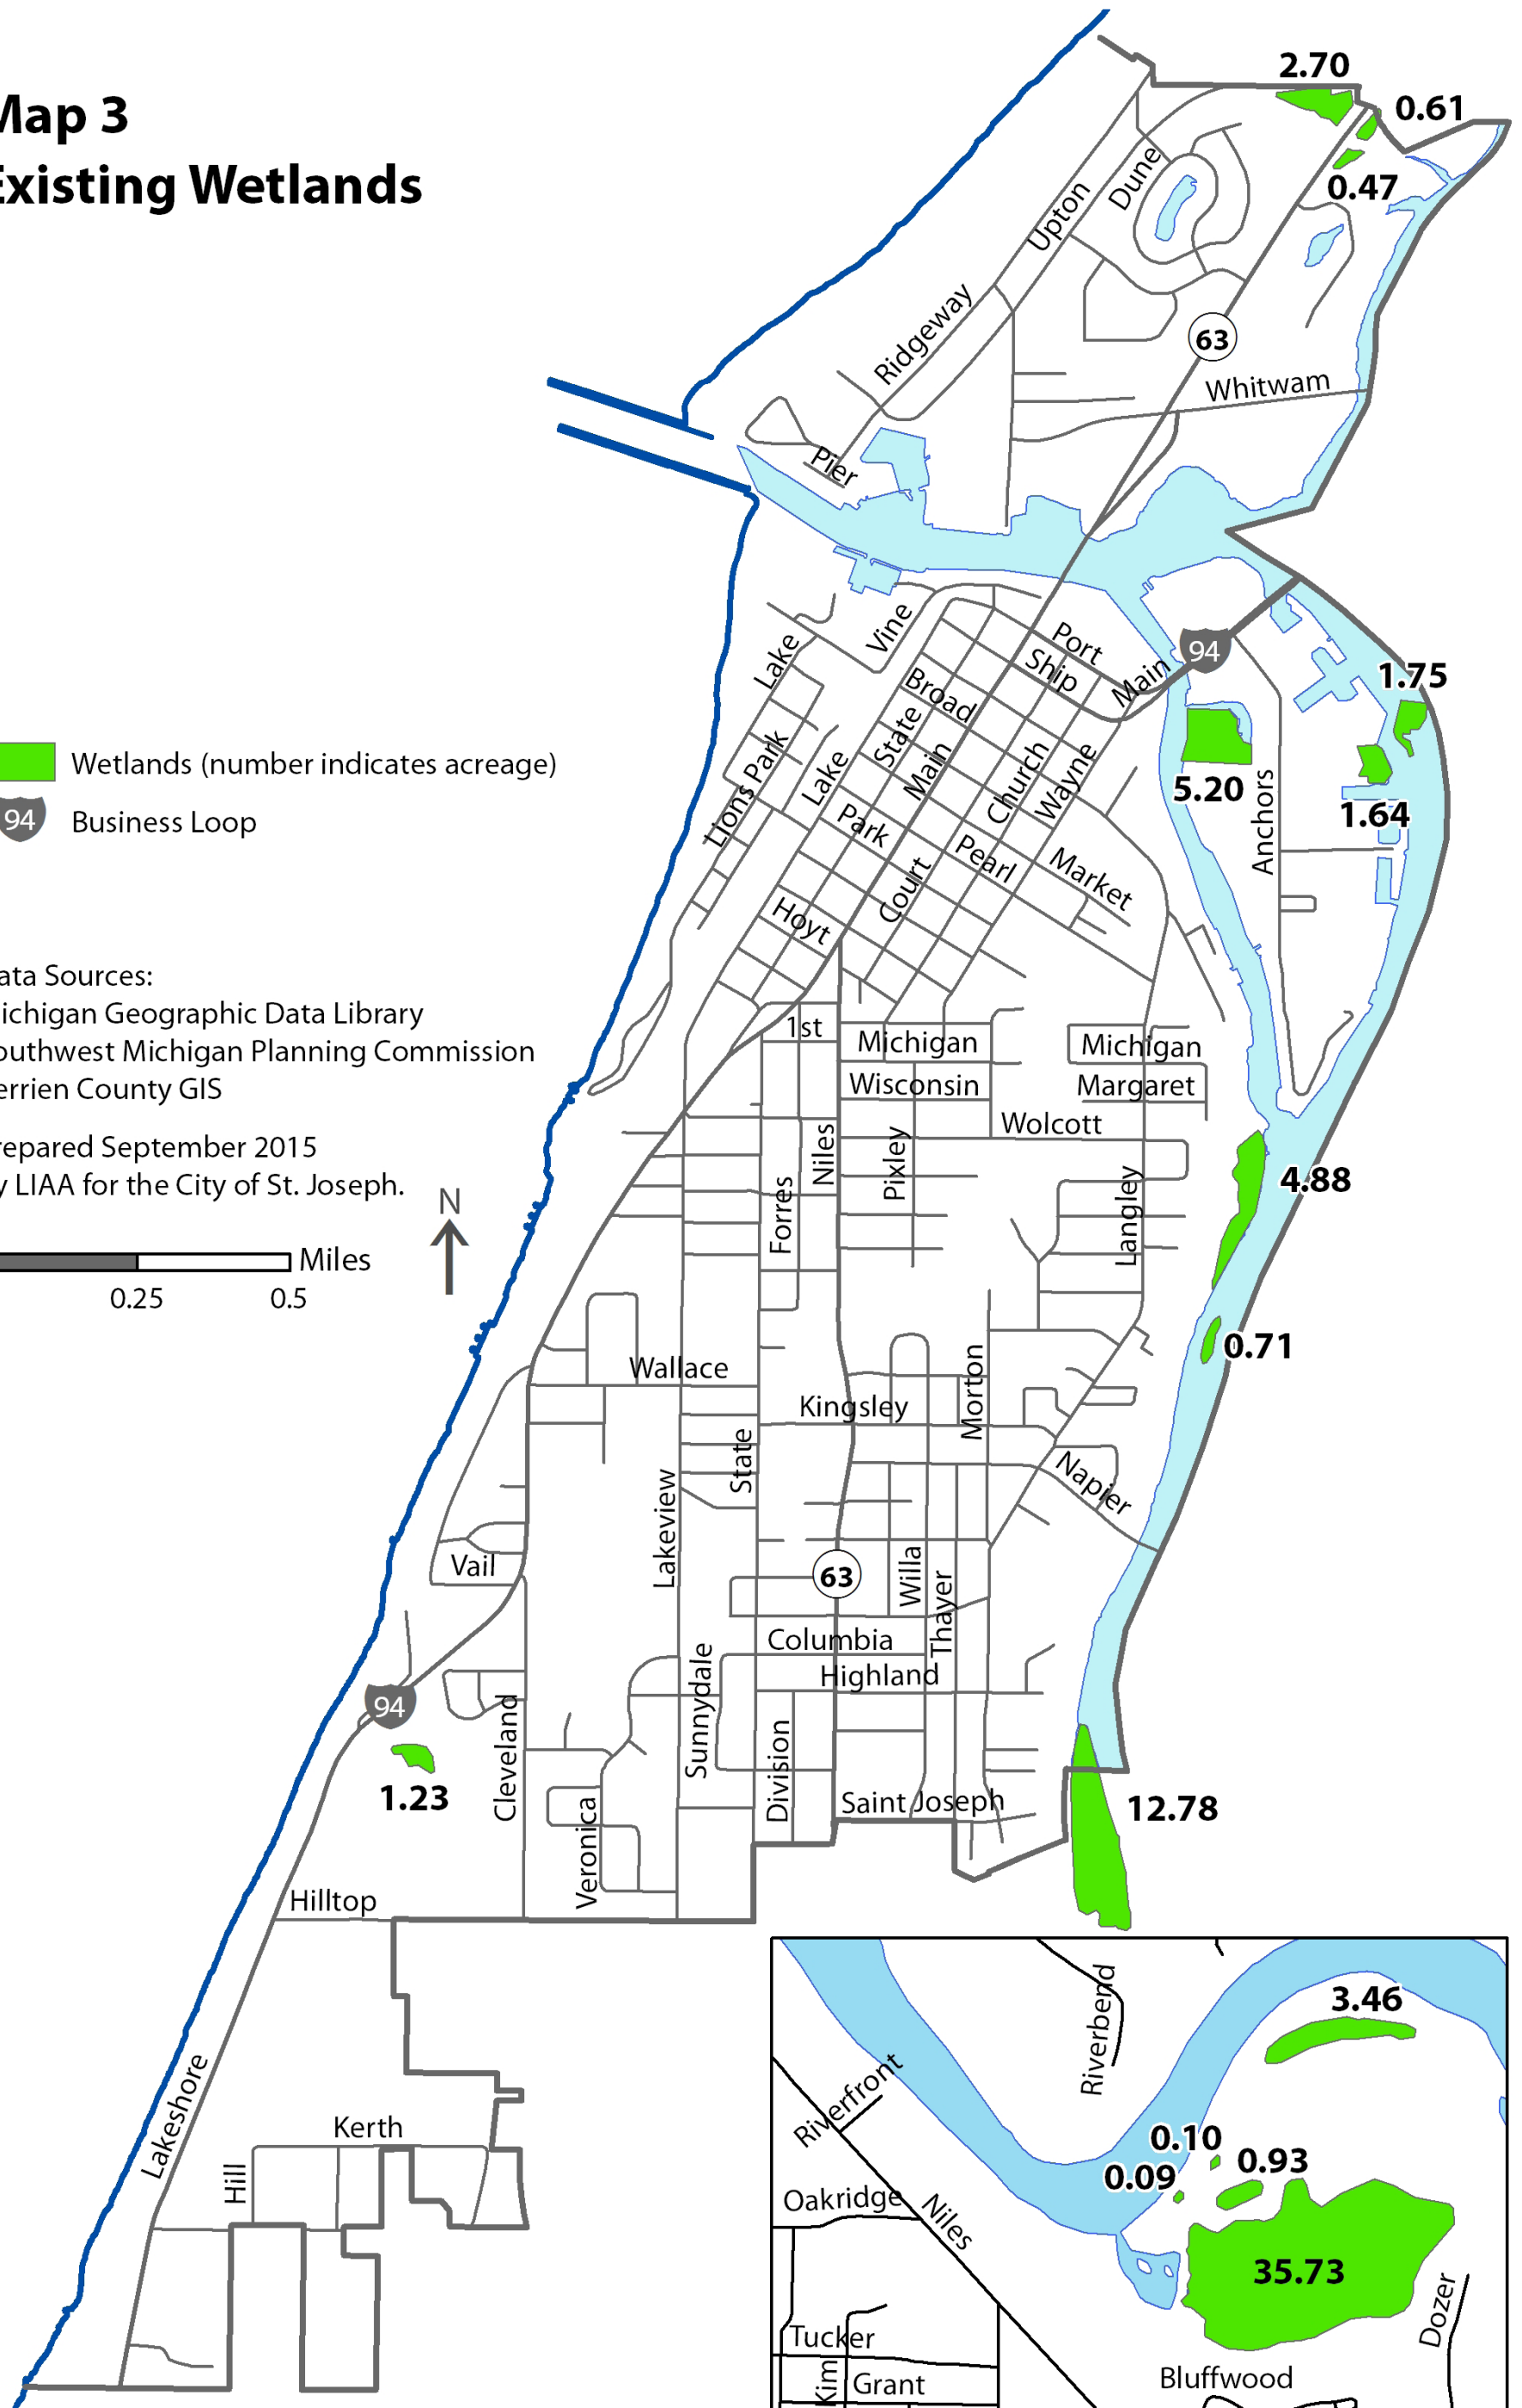 Map 3
Existing Wetlands
2.70
0.61
0.47
Upton
Dune
Ridgeway
63
Whitwam
Pier
Vine
Lake
Port
Ship
Main
94
Broad
State
Main
Church
Wayne
1.75
5.20
1.64
Anchors
Lions Park
Lake
Park
Pearl
Market
Court
Hoyt
Wetlands (number indicates acreage)
94
Business Loop
ata Sources:
ichigan Geographic Data Library
outhwest Michigan Planning Commission
errien County GIS
repared September 2015
y LIAA for the City of St. Joseph.
N
Miles
0.25
0.5
1st
Michigan
Michigan
Wisconsin
Margaret
Wolcott
Niles
Pixley
Forres
Langley
4.88
0.71
Wallace
Kingsley
Morton
State
Napier
Lakeview
Vail
63
Willa
Thayer
Columbia
Highland
Sunnydale
94
Cleveland
Division
1.23
Saint Joseph
12.78
Veronica
Hilltop
Lakeshore
Kerth
Hill
Riverbend
3.46
Riverfront
0.10
0.93
0.09
Oakridge
Niles
35.73
Dozer
Tucker
Kim
Grant
Bluffwood